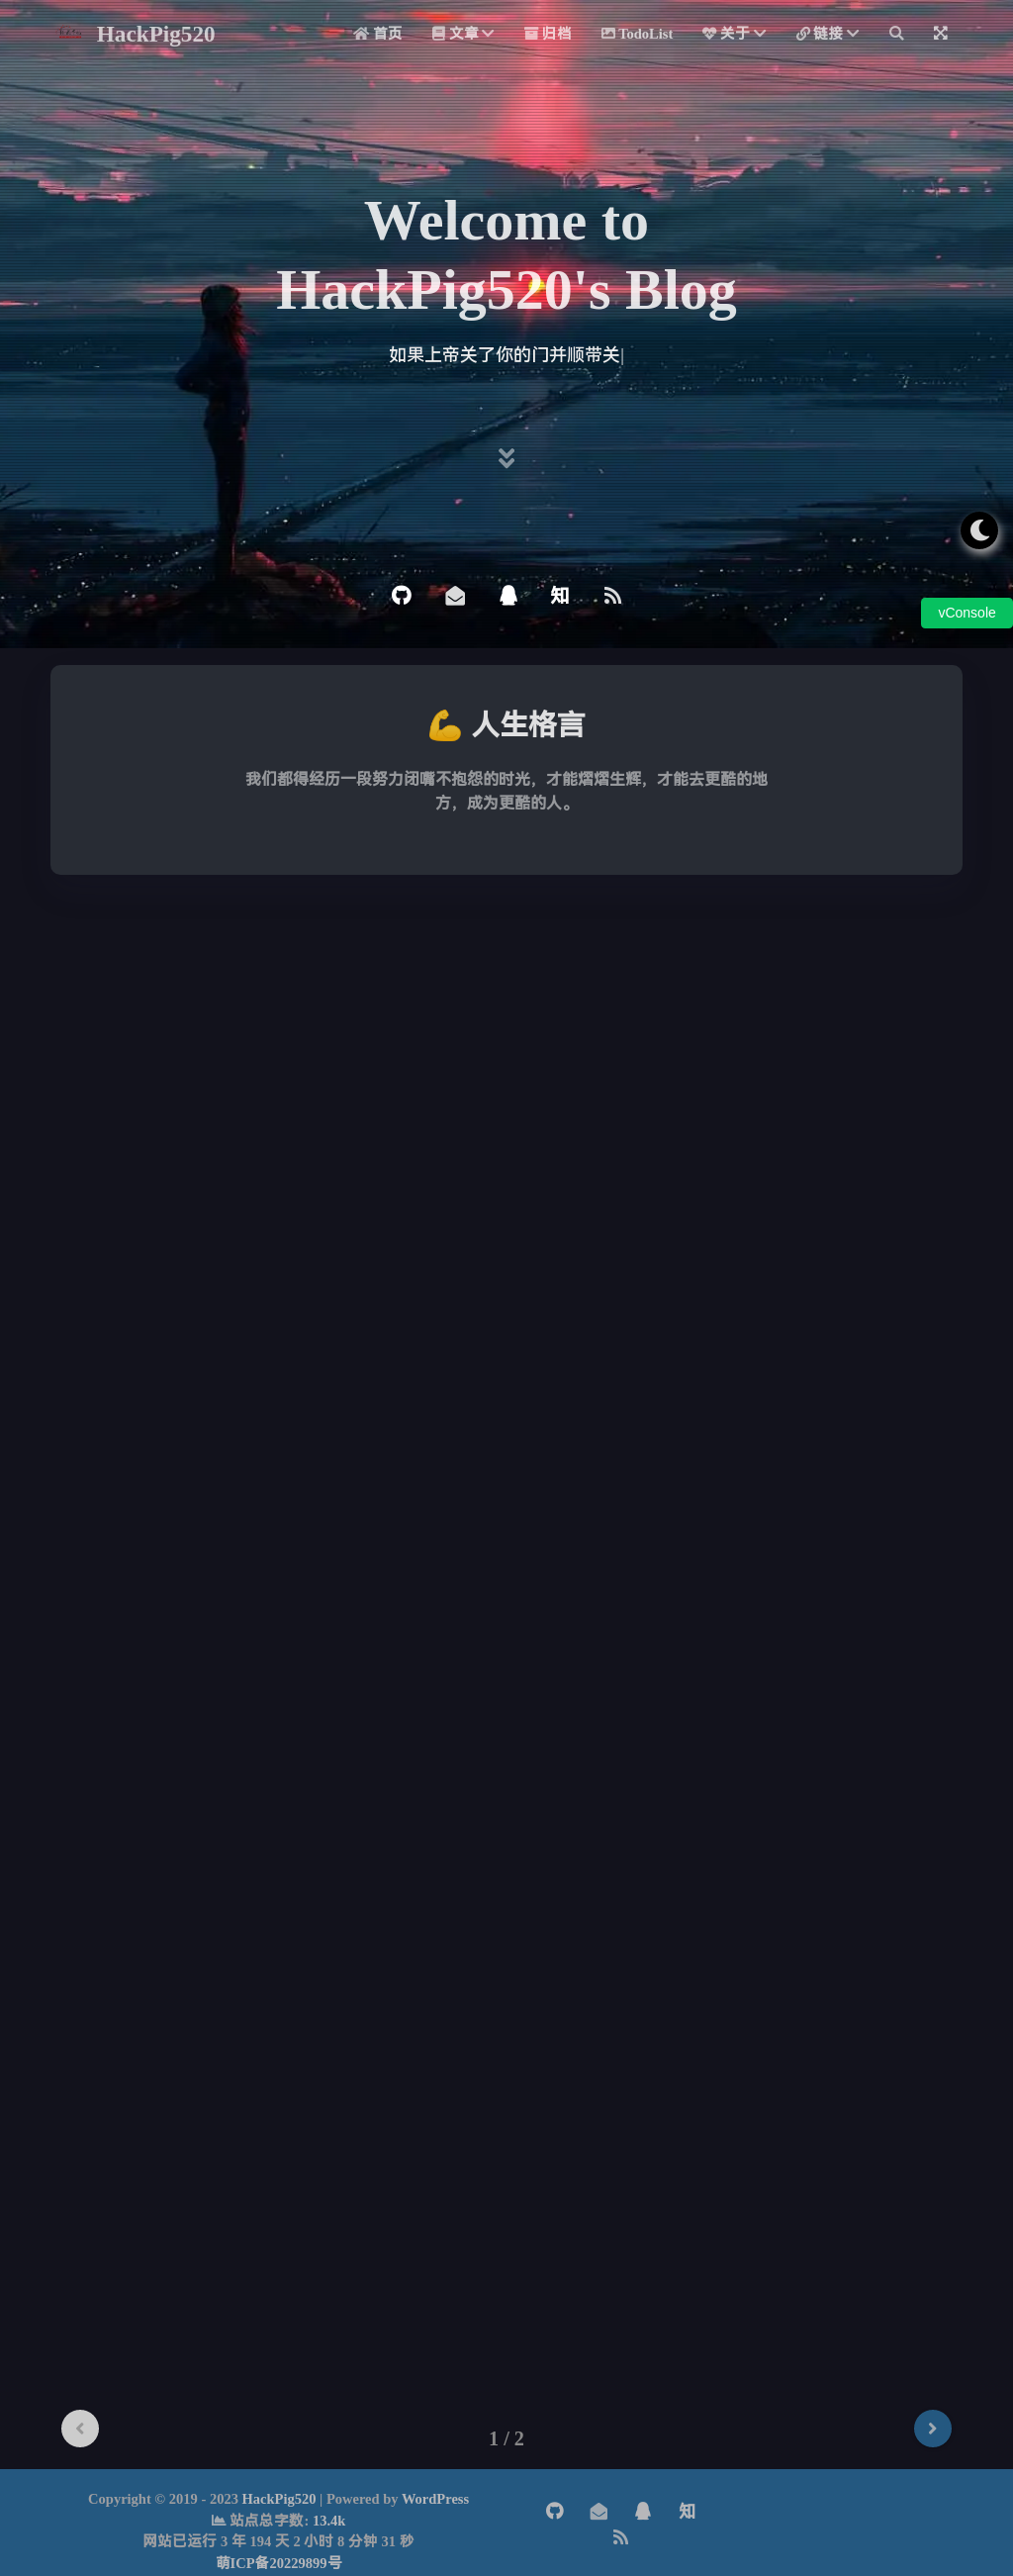 HackPig520
首页
文章
归档
TodoList
关于
链接
Welcome to
HackPig520's Blog
如果上帝关了你的门并顺带关|
知
vConsole
💪 人生格言
我们都得经历一段努力闭嘴不抱怨的时光，才能熠熠生辉，才能去更酷的地
方，成为更酷的人。
1 / 2
Copyright © 2019 - 2023 HackPig520 | Powered by WordPress
站点总字数: 13.4k
网站已运行 3 年 194 天 2 小时 8 分钟 31 秒
萌ICP备20229899号
知